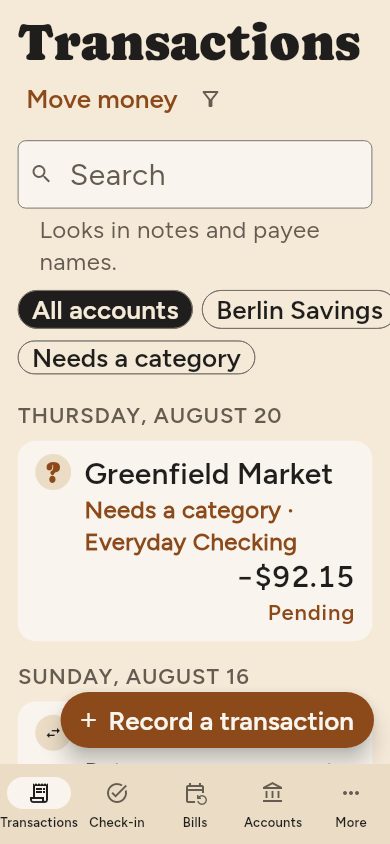 Transactions
Move money
Search
Looks in notes and payee
names.
All accounts
Berlin Savings
Needs a category
THURSDAY, AUGUST 20
?
Greenfield Market
Needs a category ·
Everyday Checking
−$92.15
Pending
SUNDAY, AUGUST 16
+ Record a transaction
Transactions
Check-in
Bills
Accounts
More